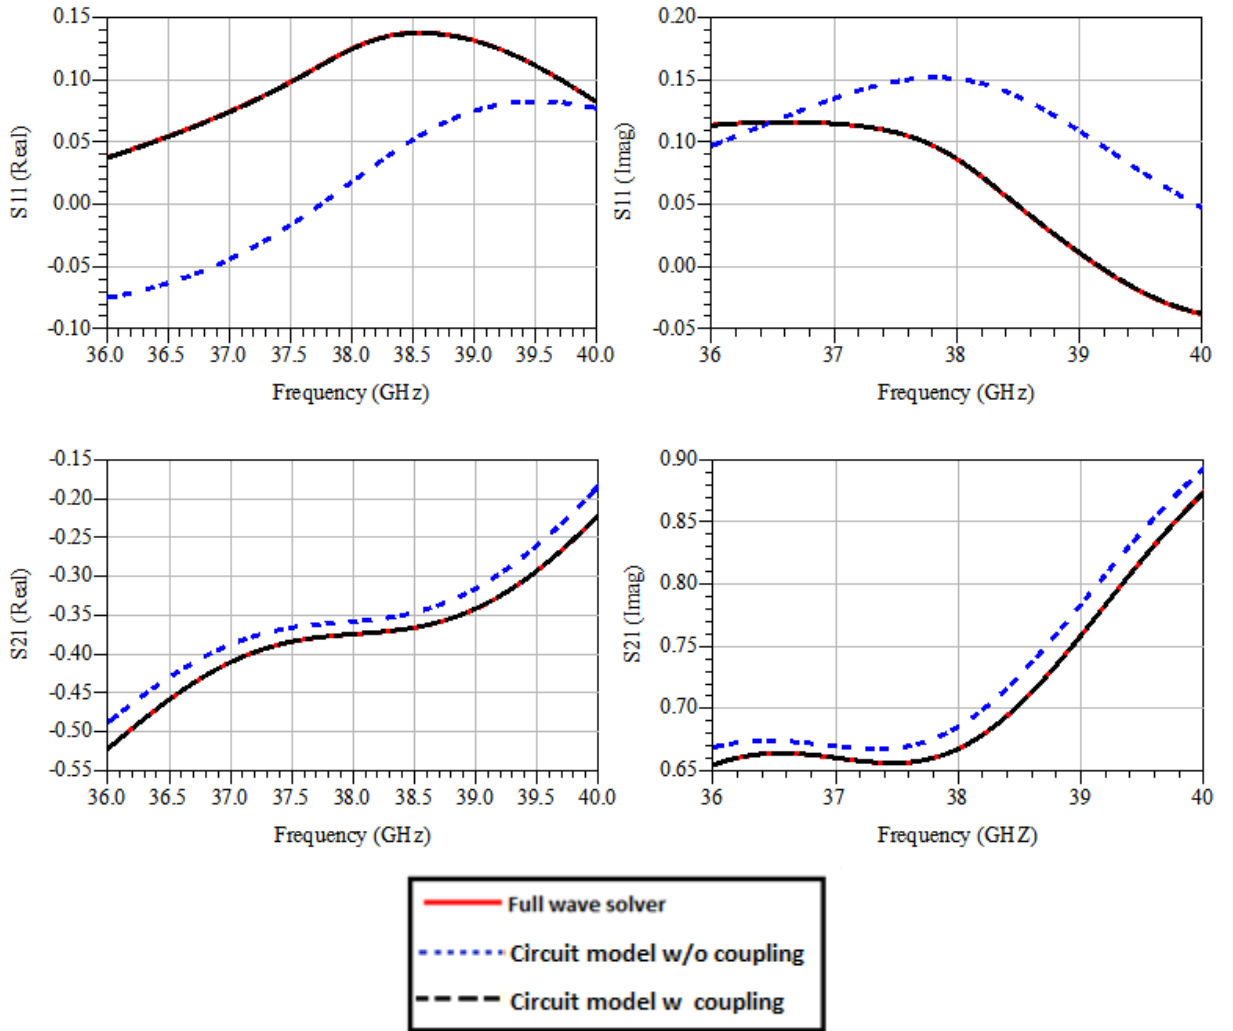 0.15
0.10
0.05
0.00
-0.05
-0.10
S11 (Real)
36.0 36.5 37.0 37.5 38.0 38.5 39.0 39.5 40.0
Frequency (GHz)
0.20
0.15
0.10
0.05
0.00
-0.05
S11 (Imag)
36 37 38 39 40
Frequency (GHz)
-0.15
-0.20
-0.25
-0.30
-0.35
-0.40
-0.45
-0.50
-0.55
S21 (Real)
36.0 36.5 37.0 37.5 38.0 38.5 39.0 39.5 40.0
Frequency (GHz)
0.90
0.85
0.80
0.75
0.70
0.65
S21 (Imag)
36 37 38 39 40
Frequency (GHZ)
Full wave solver
Circuit model w/o coupling
Circuit model w coupling